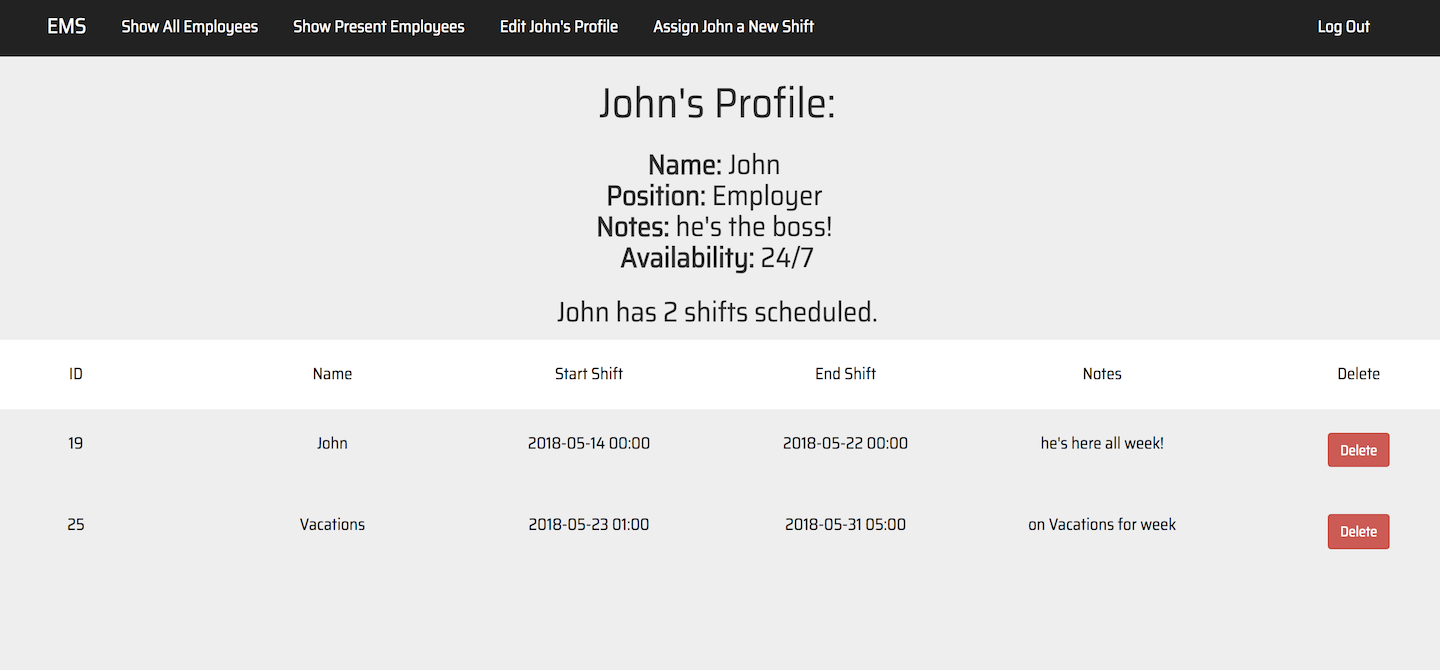 EMS Show All Employees Show Present Employees Edit John's Profile Assign John a New Shift Log Out
John's Profile:
Name: John
Position: Employer
Notes: he's the boss!
Availability: 24/7
John has 2 shifts scheduled.
ID Name Start Shift End Shift Notes Delete
19 John 2018-05-14 00:00 2018-05-22 00:00 he's here all week! Delete
25 Vacations 2018-05-23 01:00 2018-05-31 05:00 on Vacations for week Delete